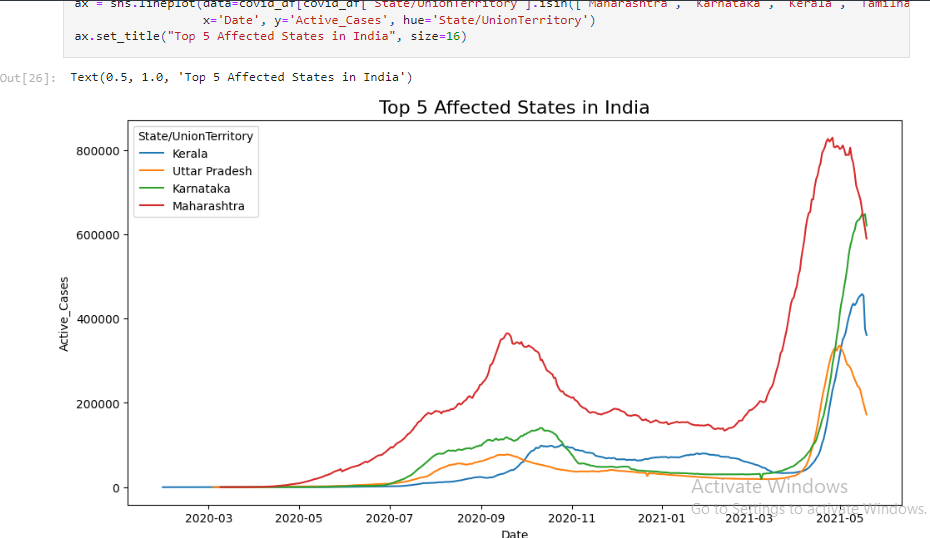 ax = sns.lineplot(data=covid_df[covid_df['State/UnionTerritory'].isin(['Maharashtra', 'Karnataka', 'Kerala',
x='Date', y='Active_Cases', hue='State/UnionTerritory')
ax.set_title("Top 5 Affected States in India", size=16)
Out[26]: Text(0.5, 1.0, 'Top 5 Affected States in India')
Top 5 Affected States in India
State/UnionTerritory
Kerala
Uttar Pradesh
Karnataka
Maharashtra
800000
600000
400000
200000
0
Active_Cases
2020-03 2020-05 2020-07 2020-09 2020-11 2021-01 2021-03 2021-05
Date
Activate Windows
Go to Settings to activate Windows.